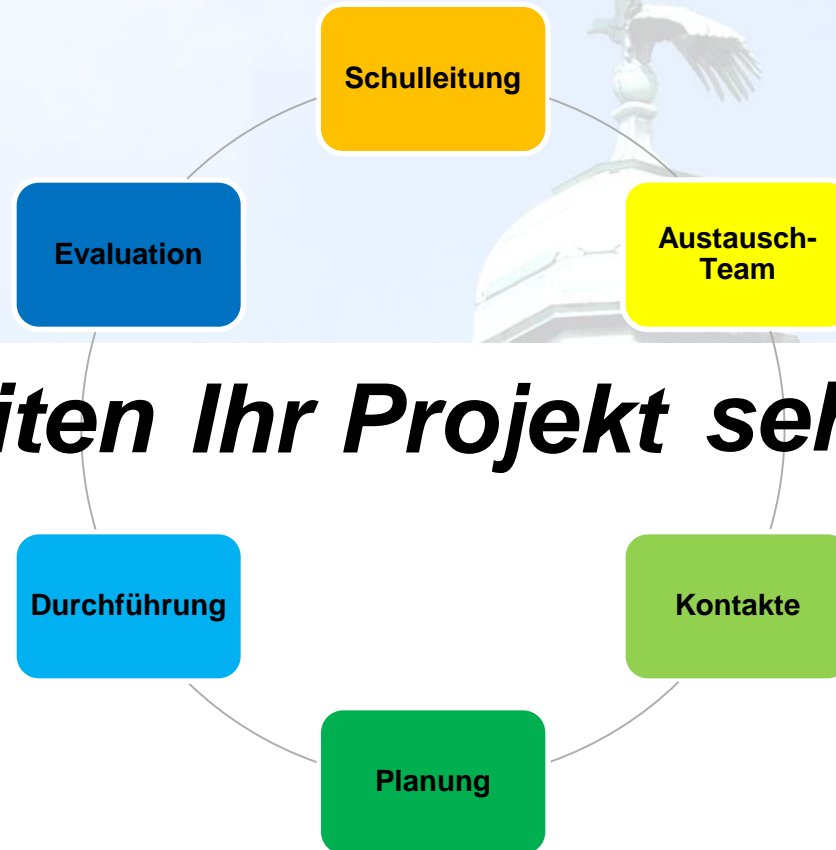 Schulleitung
Evaluation
Austausch-
Team
iten Ihr Projekt seh
Durchführung
Kontakte
Planung